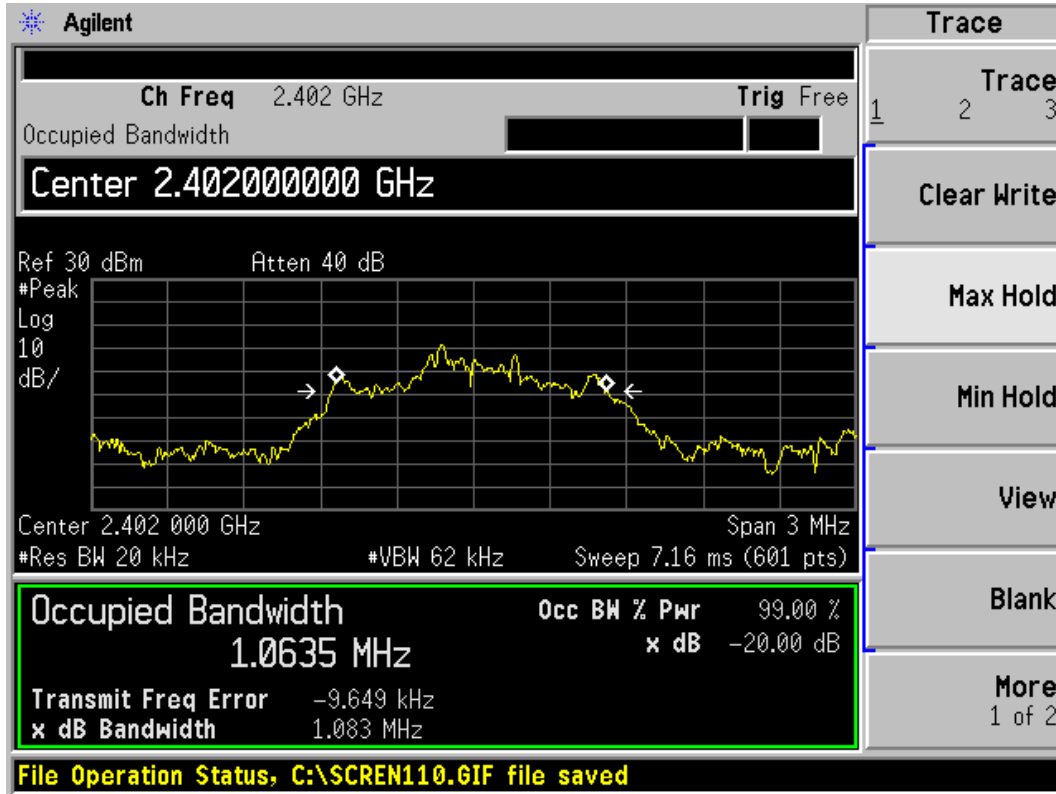 Agilent
Trace
Ch Freq 2.402 GHz
Trig Free
Occupied Bandwidth
Center 2.402000000 GHz
Ref 30 dBm Atten 40 dB
#Peak
Log
10
dB/
Center 2.402 000 GHz Span 3 MHz
#Res BW 20 kHz #VBW 62 kHz Sweep 7.16 ms (601 pts)
Occupied Bandwidth
1.0635 MHz
Occ BW % Pwr 99.00 %
x dB -20.00 dB
Transmit Freq Error -9.649 kHz
x dB Bandwidth 1.083 MHz
File Operation Status, C:\SCREN110.GIF file saved
Trace
1 2 3
Clear Write
Max Hold
Min Hold
View
Blank
More
1 of 2